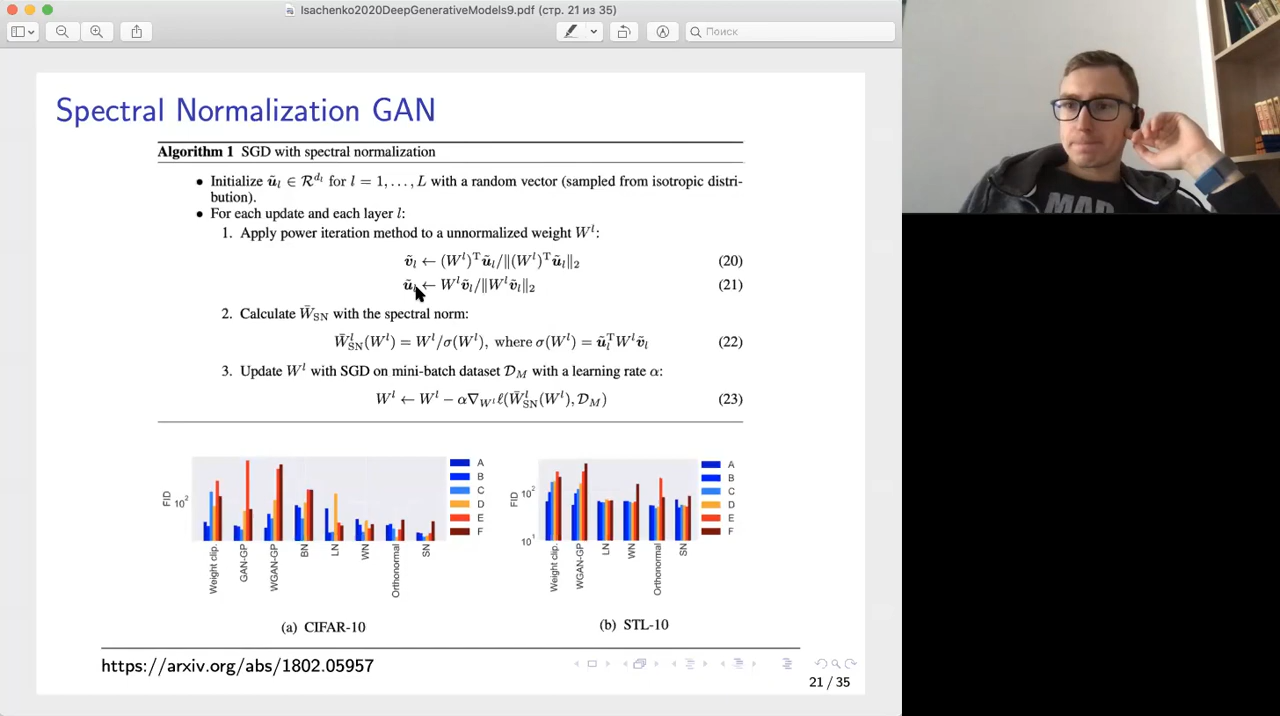 Isachenko2020DeepGenerativeModels9.pdf (стр. 21 из 35)
Поиск
Spectral Normalization GAN
Algorithm 1 SGD with spectral normalization
• Initialize ũ_l ∈ R^{d_l} for l = 1, . . . , L with a random vector (sampled from isotropic distri-
bution).
• For each update and each layer l:
1. Apply power iteration method to a unnormalized weight W^l:
ṽ_l ← (W^l)^T ũ_l/‖(W^l)^T ũ_l‖_2 (20)
ũ_l ← W^l ṽ_l/‖W^l ṽ_l‖_2 (21)
2. Calculate W̄_SN with the spectral norm:
W̄^l_SN(W^l) = W^l/σ(W^l), where σ(W^l) = ũ_l^T W^l ṽ_l (22)
3. Update W^l with SGD on mini-batch dataset D_M with a learning rate α:
W^l ← W^l − α∇_{W^l} ℓ(W̄^l_SN(W^l), D_M) (23)
FID
10^2
Weight clip.
GAN-GP
WGAN-GP
BN
LN
WN
Orthonormal
SN
A
B
C
D
E
F
(a) CIFAR-10
FID
10^2
10^1
Weight clip.
WGAN-GP
LN
WN
Orthonormal
SN
A
B
C
D
E
F
(b) STL-10
https://arxiv.org/abs/1802.05957
21 / 35
MAD